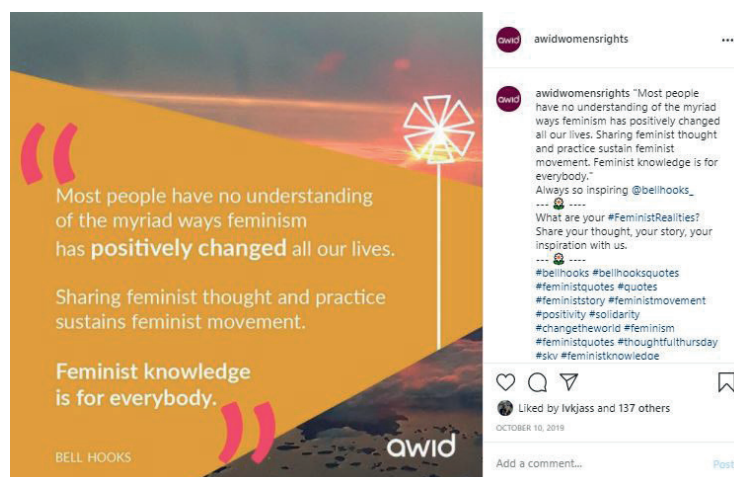 Most people have no understanding
of the myriad ways feminism
has positively changed all our lives.
Sharing feminist thought and practice
sustains feminist movement.
Feminist knowledge
is for everybody.
BELL HOOKS
awid
awid
awidwomensrights
awid
awidwomensrights "Most people
have no understanding of the myriad
ways feminism has positively changed
all our lives. Sharing feminist thought
and practice sustain feminist
movement. Feminist knowledge is for
everybody."
Always so inspiring @bellhooks_
--- ----
What are your #FeministRealities?
Share your thought, your story, your
inspiration with us.
--- ----
#bellhooks #bellhooksquotes
#feministquotes #quotes
#feministstory #feministmovement
#positivity #solidarity
#changetheworld #feminism
#feministquotes #thoughtfulthursday
#sky #feministknowledge
Liked by lvkjass and 137 others
OCTOBER 10, 2019
Add a comment...
Post